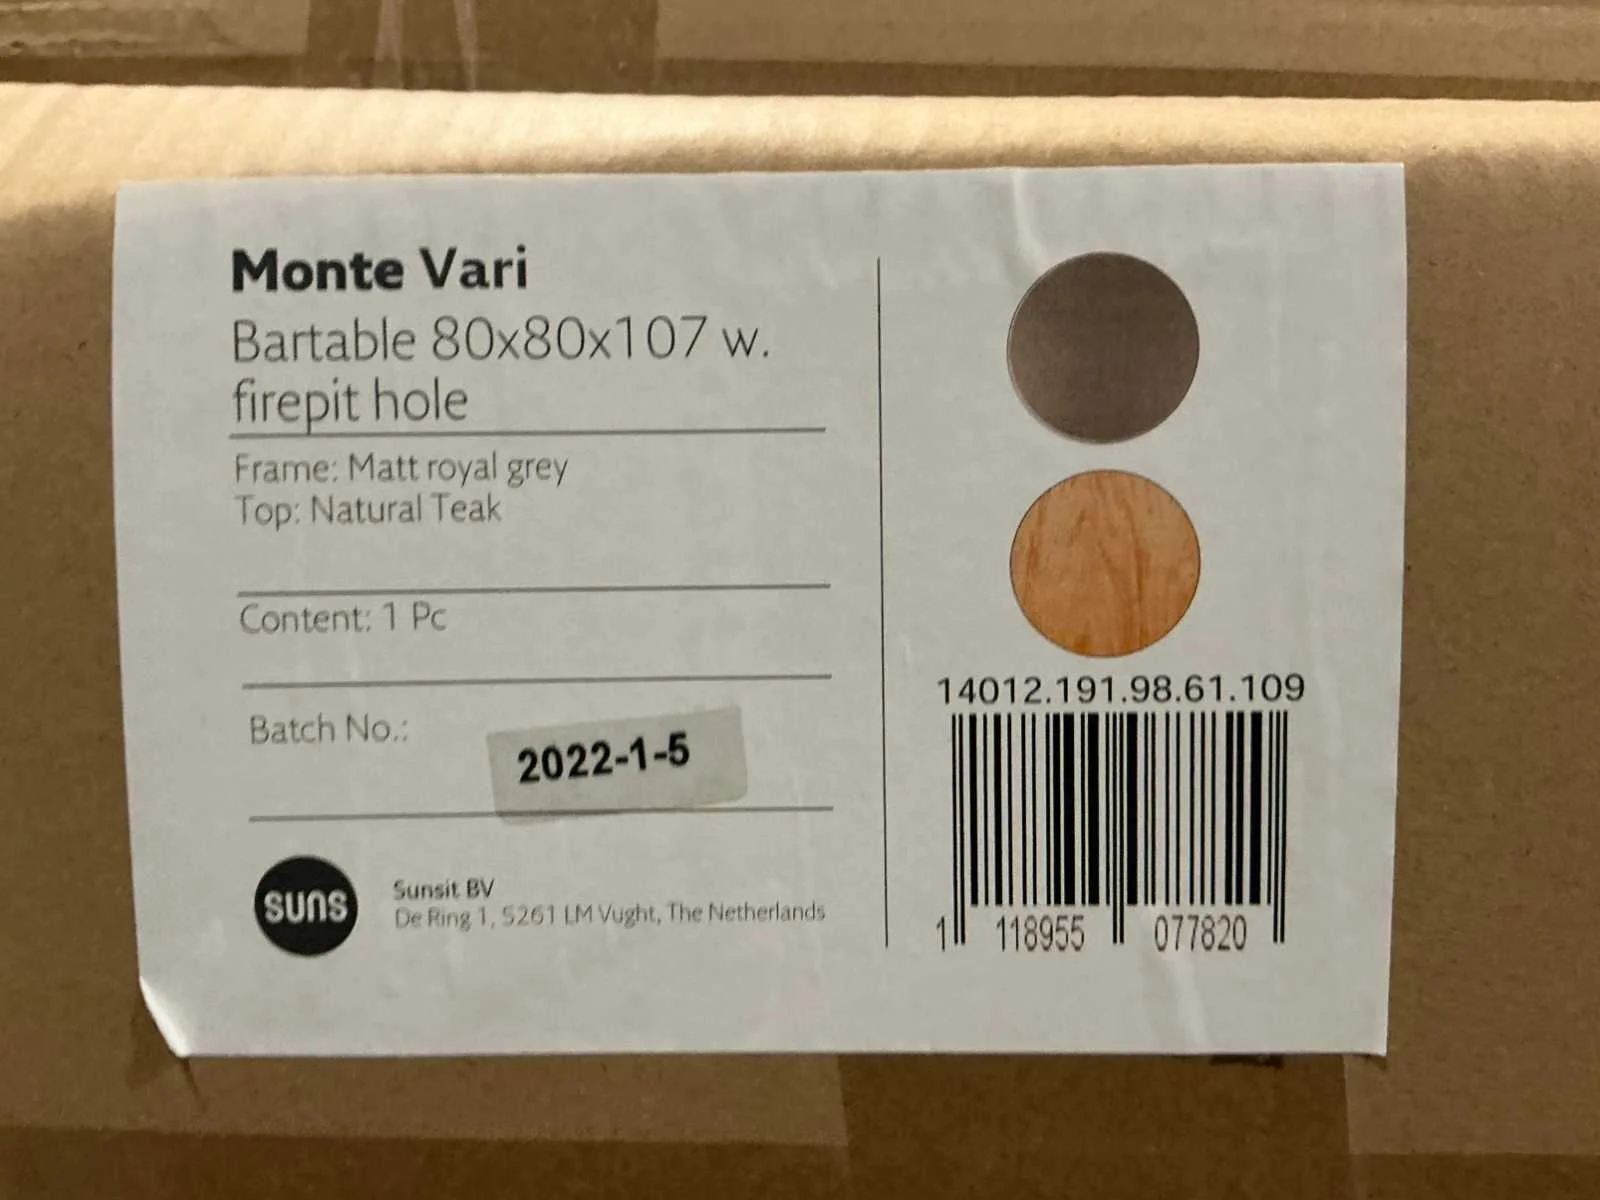 Monte Vari
Bartable 80x80x107 w.
firepit hole
Frame: Matt royal grey
Top: Natural Teak
Content: 1 Pc
Batch No.: 2022-1-5
suns
Sunsit BV
De Ring 1, 5261 LM Vught, The Netherlands
14012.191.98.61.109
1 118955 077820